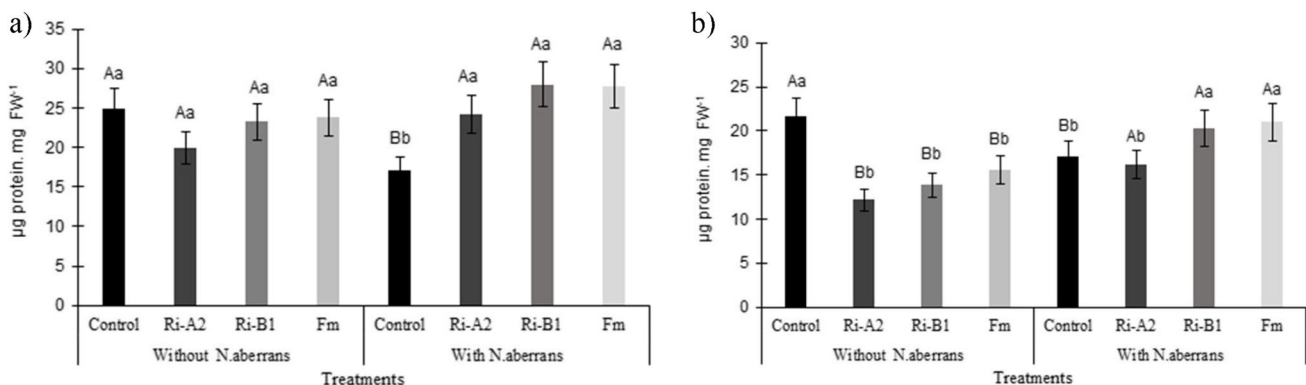 a)
µg protein. mg FW-1
35
30
25
20
15
10
5
0
Aa Aa Aa Aa Bb Aa Aa Aa
Control Ri-A2 Ri-B1 Fm Control Ri-A2 Ri-B1 Fm
Without N.aberrans With N.aberrans
Treatments
b)
µg protein. mg FW-1
30
25
20
15
10
5
0
Aa Bb Bb Bb Bb Ab Aa Aa
Control Ri-A2 Ri-B1 Fm Control Ri-A2 Ri-B1 Fm
Without N.aberrans With N.aberrans
Treatments